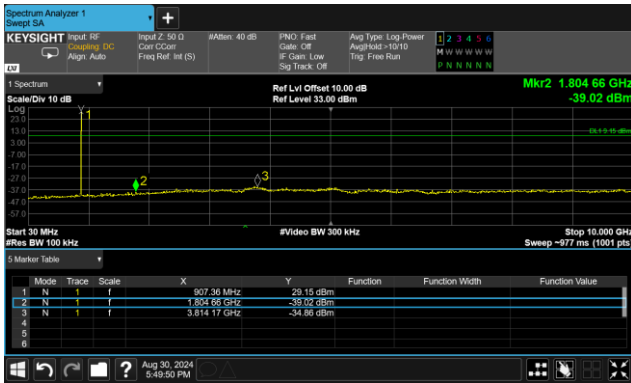 Spectrum Analyzer 1
Swept SA
+
KEYSIGHT Input: RF Input Z: 50 Ω #Atten: 40 dB PNO: Fast Avg Type: Log-Power 1 2 3 4 5 6
Coupling: DC Corr CCorr Gate: Off Avg|Hold:>10/10 M W W W W W
Align: Auto Freq Ref: Int (S) IF Gain: Low Trig: Free Run
Sig Track: Off P N N N N N
LXI
1 Spectrum Ref Lvl Offset 10.00 dB Mkr2 1.804 66 GHz
Scale/Div 10 dB Ref Level 33.00 dBm -39.02 dBm
Log
23.0 1
13.0 DL1 9.15 dBm
3.00
-7.00
-17.0
-27.0 2 3
-37.0
-47.0
-57.0
Start 30 MHz #Video BW 300 kHz Stop 10.000 GHz
#Res BW 100 kHz Sweep ~977 ms (1001 pts)
5 Marker Table
Mode Trace Scale X Y Function Function Width Function Value
1 N 1 f 907.36 MHz 29.15 dBm
2 N 1 f 1.804 66 GHz -39.02 dBm
3 N 1 f 3.814 17 GHz -34.86 dBm
4
5
6
? Aug 30, 2024
5:49:50 PM